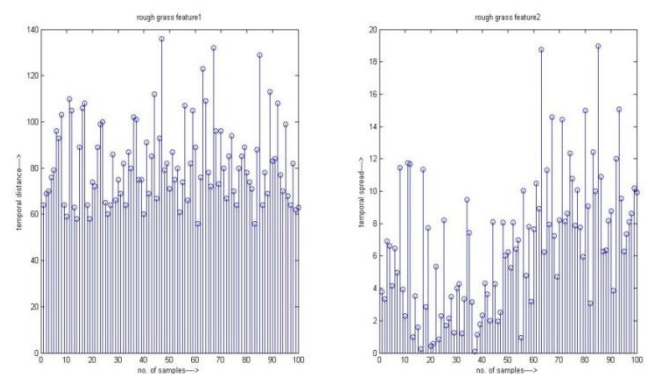 rough grass feature1
140
120
100
80
60
40
20
0
temporal distance---->
0 10 20 30 40 50 60 70 80 90 100
no. of samples---->
rough grass feature2
20
18
16
14
12
10
8
6
4
2
0
temporal spread---->
0 10 20 30 40 50 60 70 80 90 100
no. of samples---->